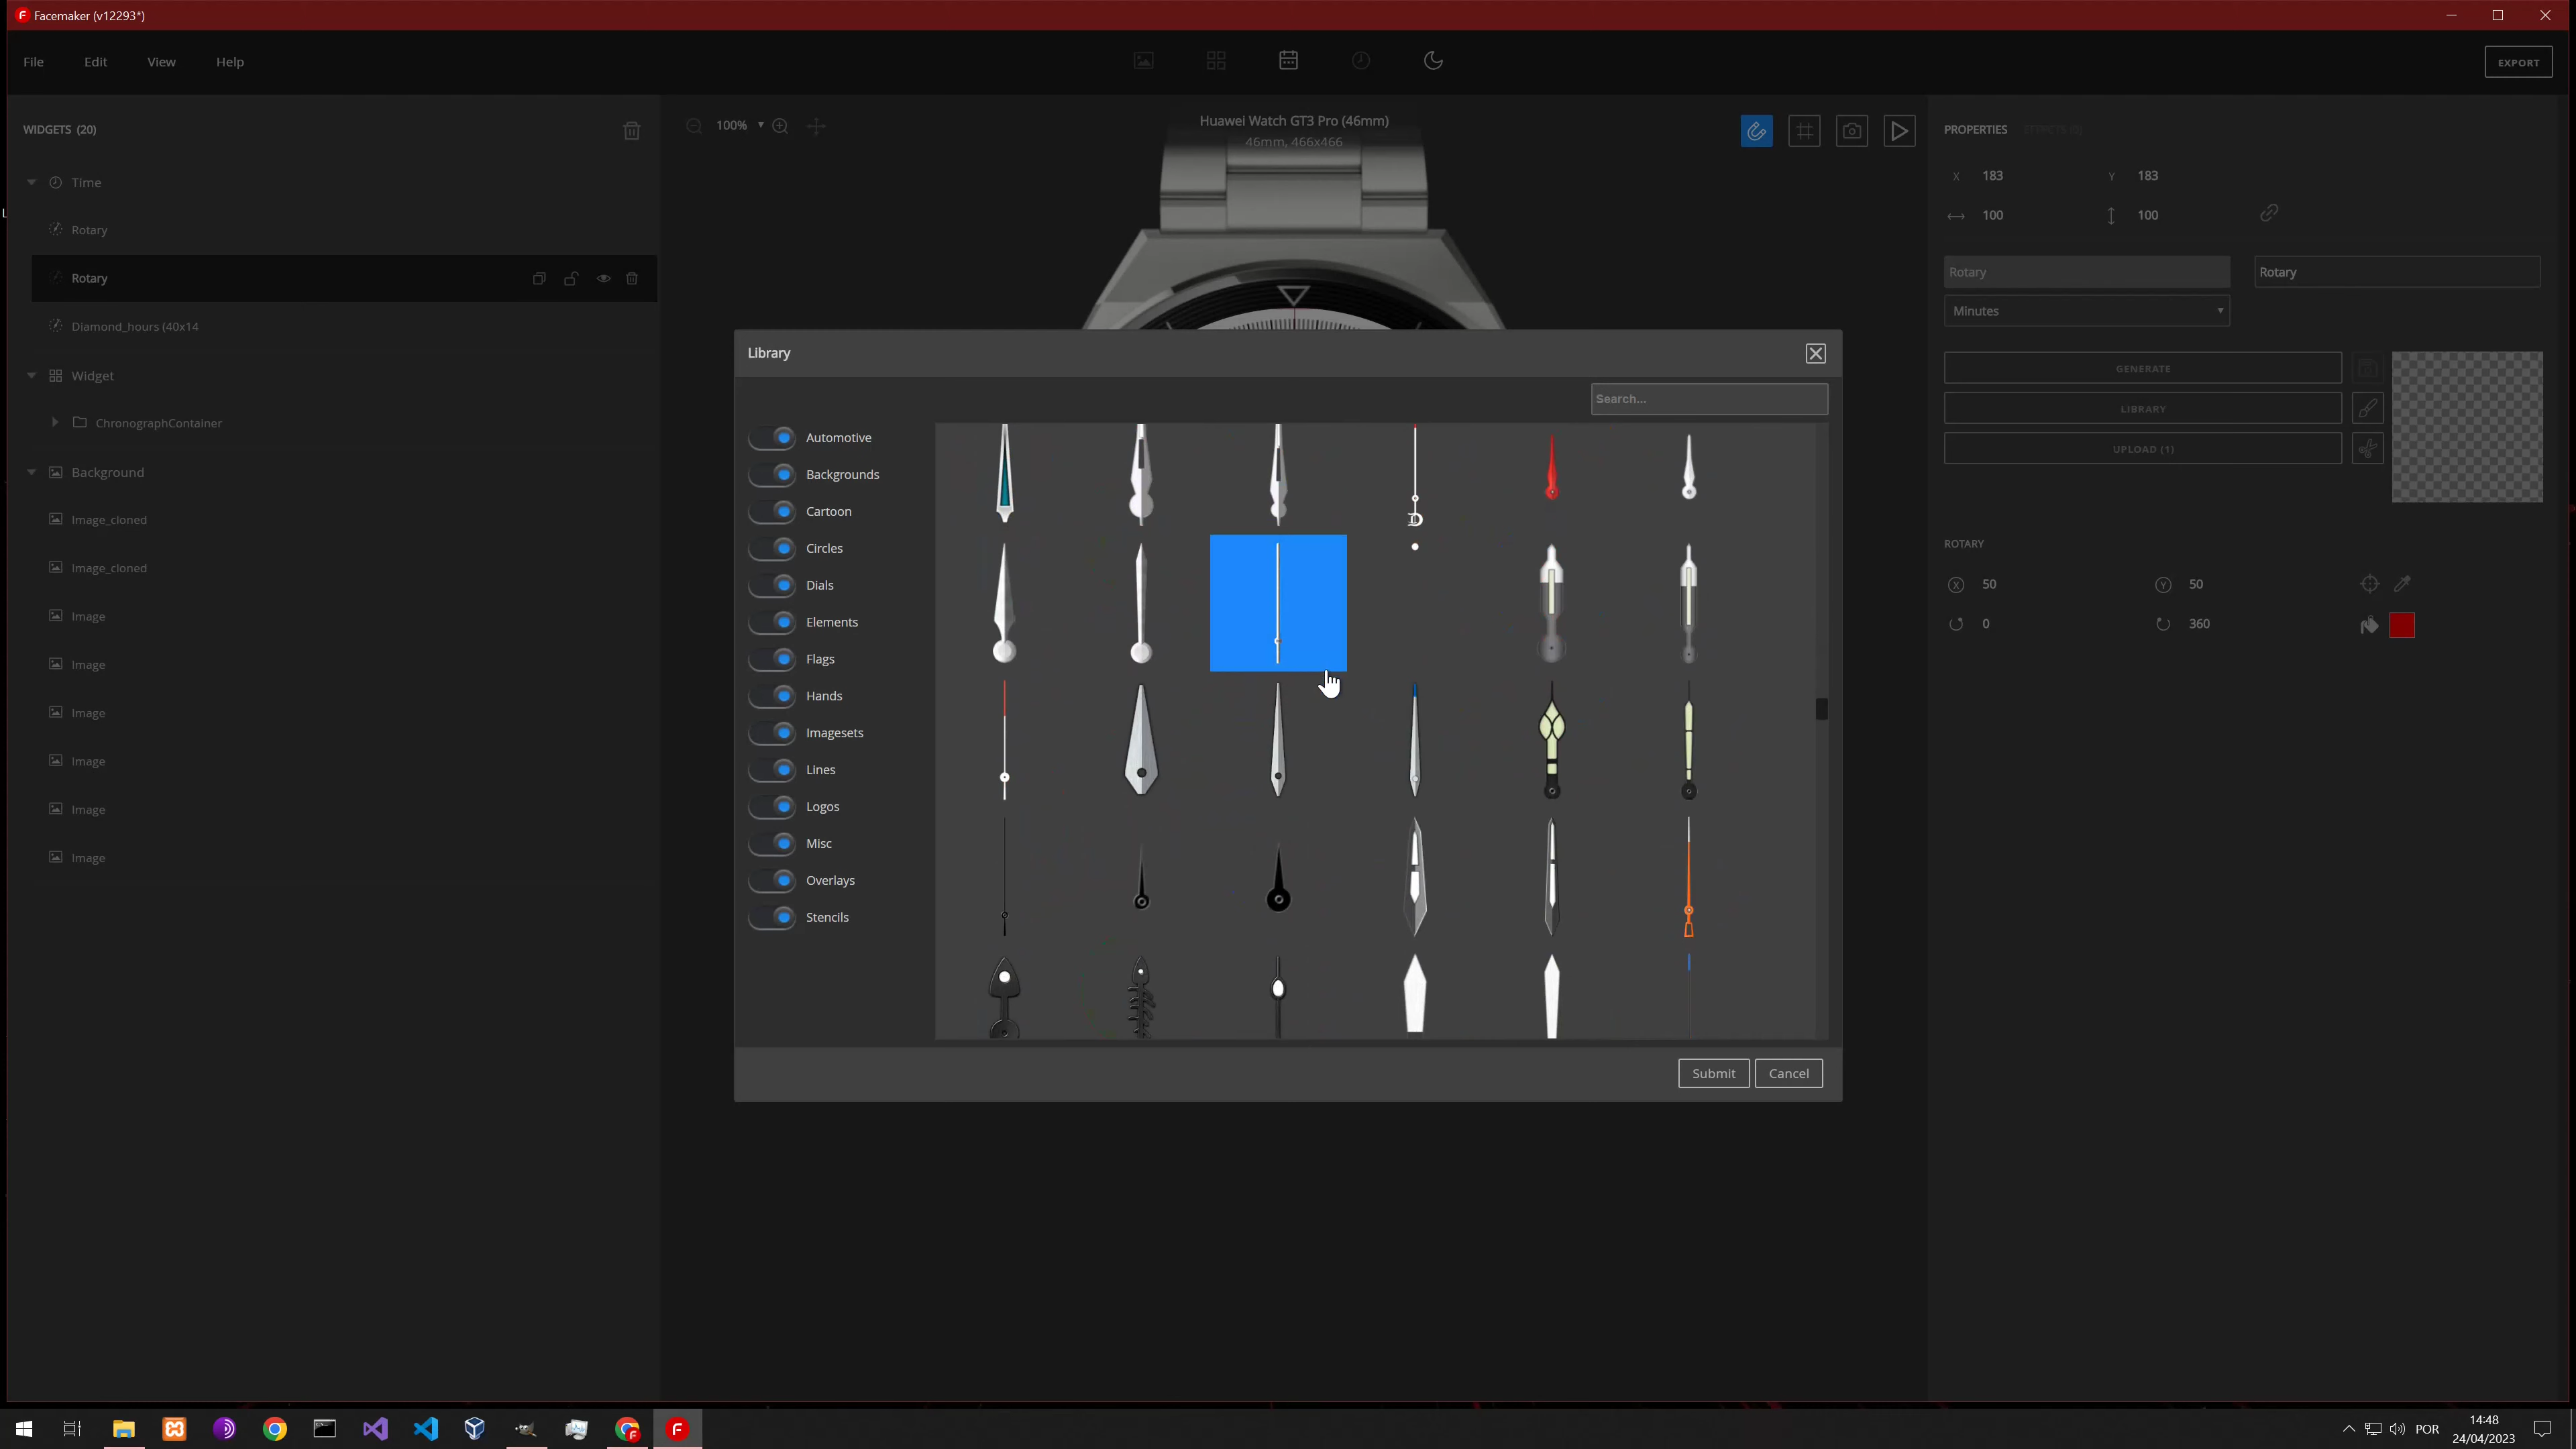 Facemaker (v12293*)
File Edit View Help
EXPORT
WIDGETS (20)
Time
Rotary
Rotary
Diamond_hours (40x14
Widget
ChronographContainer
Background
Image_cloned
Image_cloned
Image
Image
Image
Image
Image
Image
100%
Huawei Watch GT3 Pro (46mm)
46mm, 466x466
Library
Search...
Automotive
Backgrounds
Cartoon
Circles
Dials
Elements
Flags
Hands
Imagesets
Lines
Logos
Misc
Overlays
Stencils
Submit Cancel
PROPERTIES EFFECTS (0)
X 183 Y 183
100 100
Rotary Rotary
Minutes
GENERATE
LIBRARY
UPLOAD (1)
ROTARY
X 50 Y 50
0 360
POR
14:48
24/04/2023